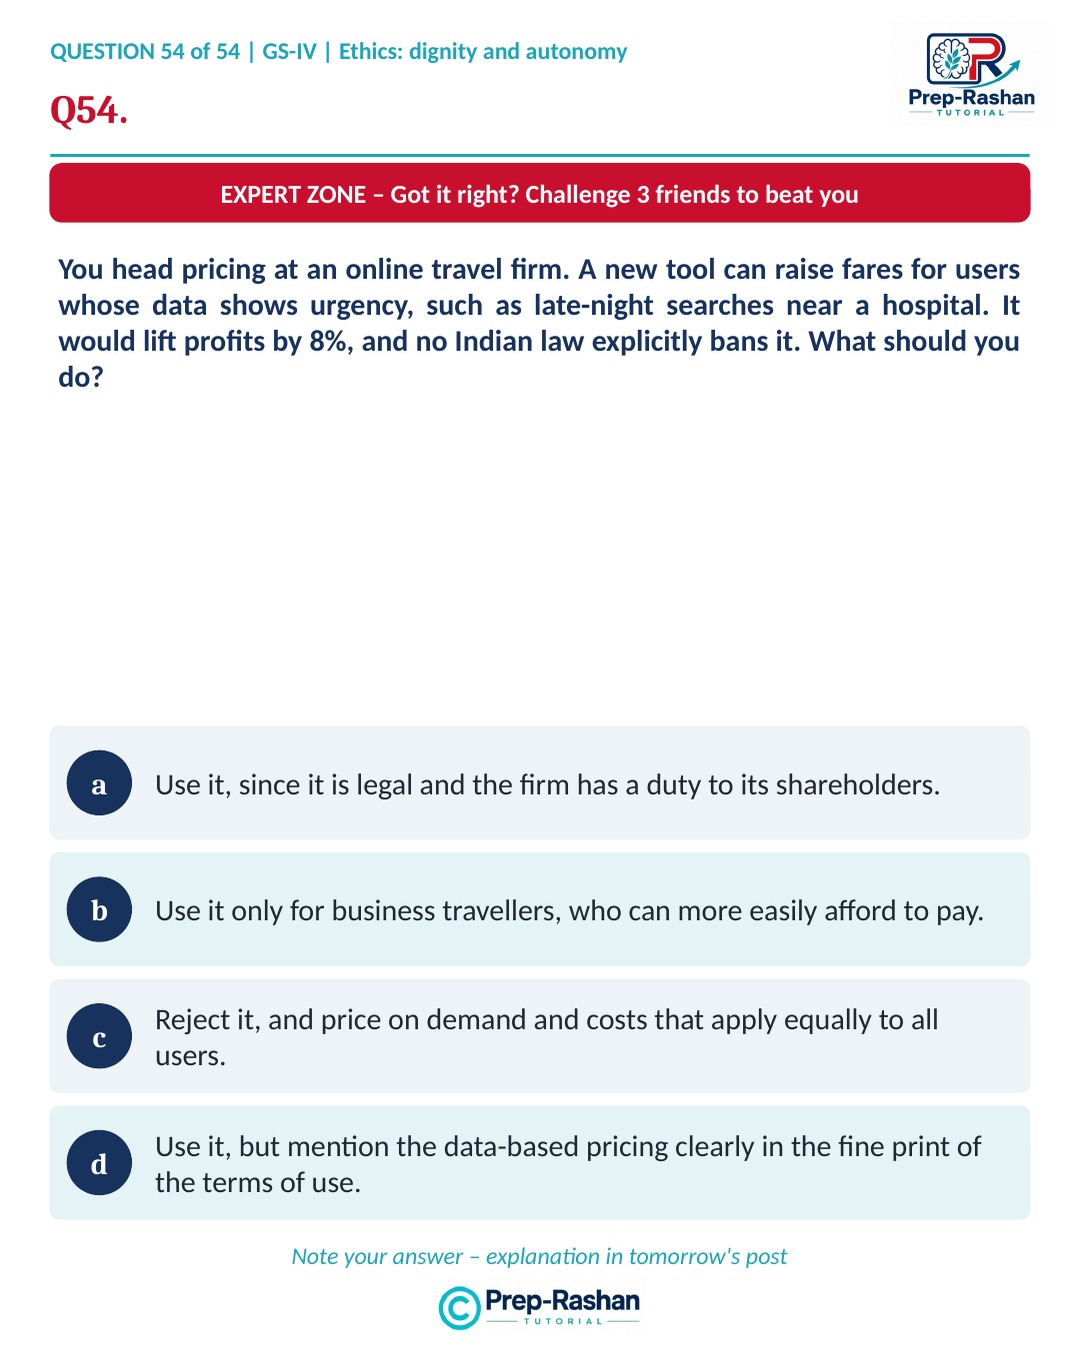 QUESTION 54 of 54 | GS-IV | Ethics: dignity and autonomy
Q54.
R
Prep-Rashan
TUTORIAL
EXPERT ZONE – Got it right? Challenge 3 friends to beat you
You head pricing at an online travel firm. A new tool can raise fares for users
whose data shows urgency, such as late-night searches near a hospital. It
would lift profits by 8%, and no Indian law explicitly bans it. What should you
do?
a
Use it, since it is legal and the firm has a duty to its shareholders.
b
Use it only for business travellers, who can more easily afford to pay.
c
Reject it, and price on demand and costs that apply equally to all
users.
d
Use it, but mention the data-based pricing clearly in the fine print of
the terms of use.
Note your answer – explanation in tomorrow's post
© Prep-Rashan
TUTORIAL